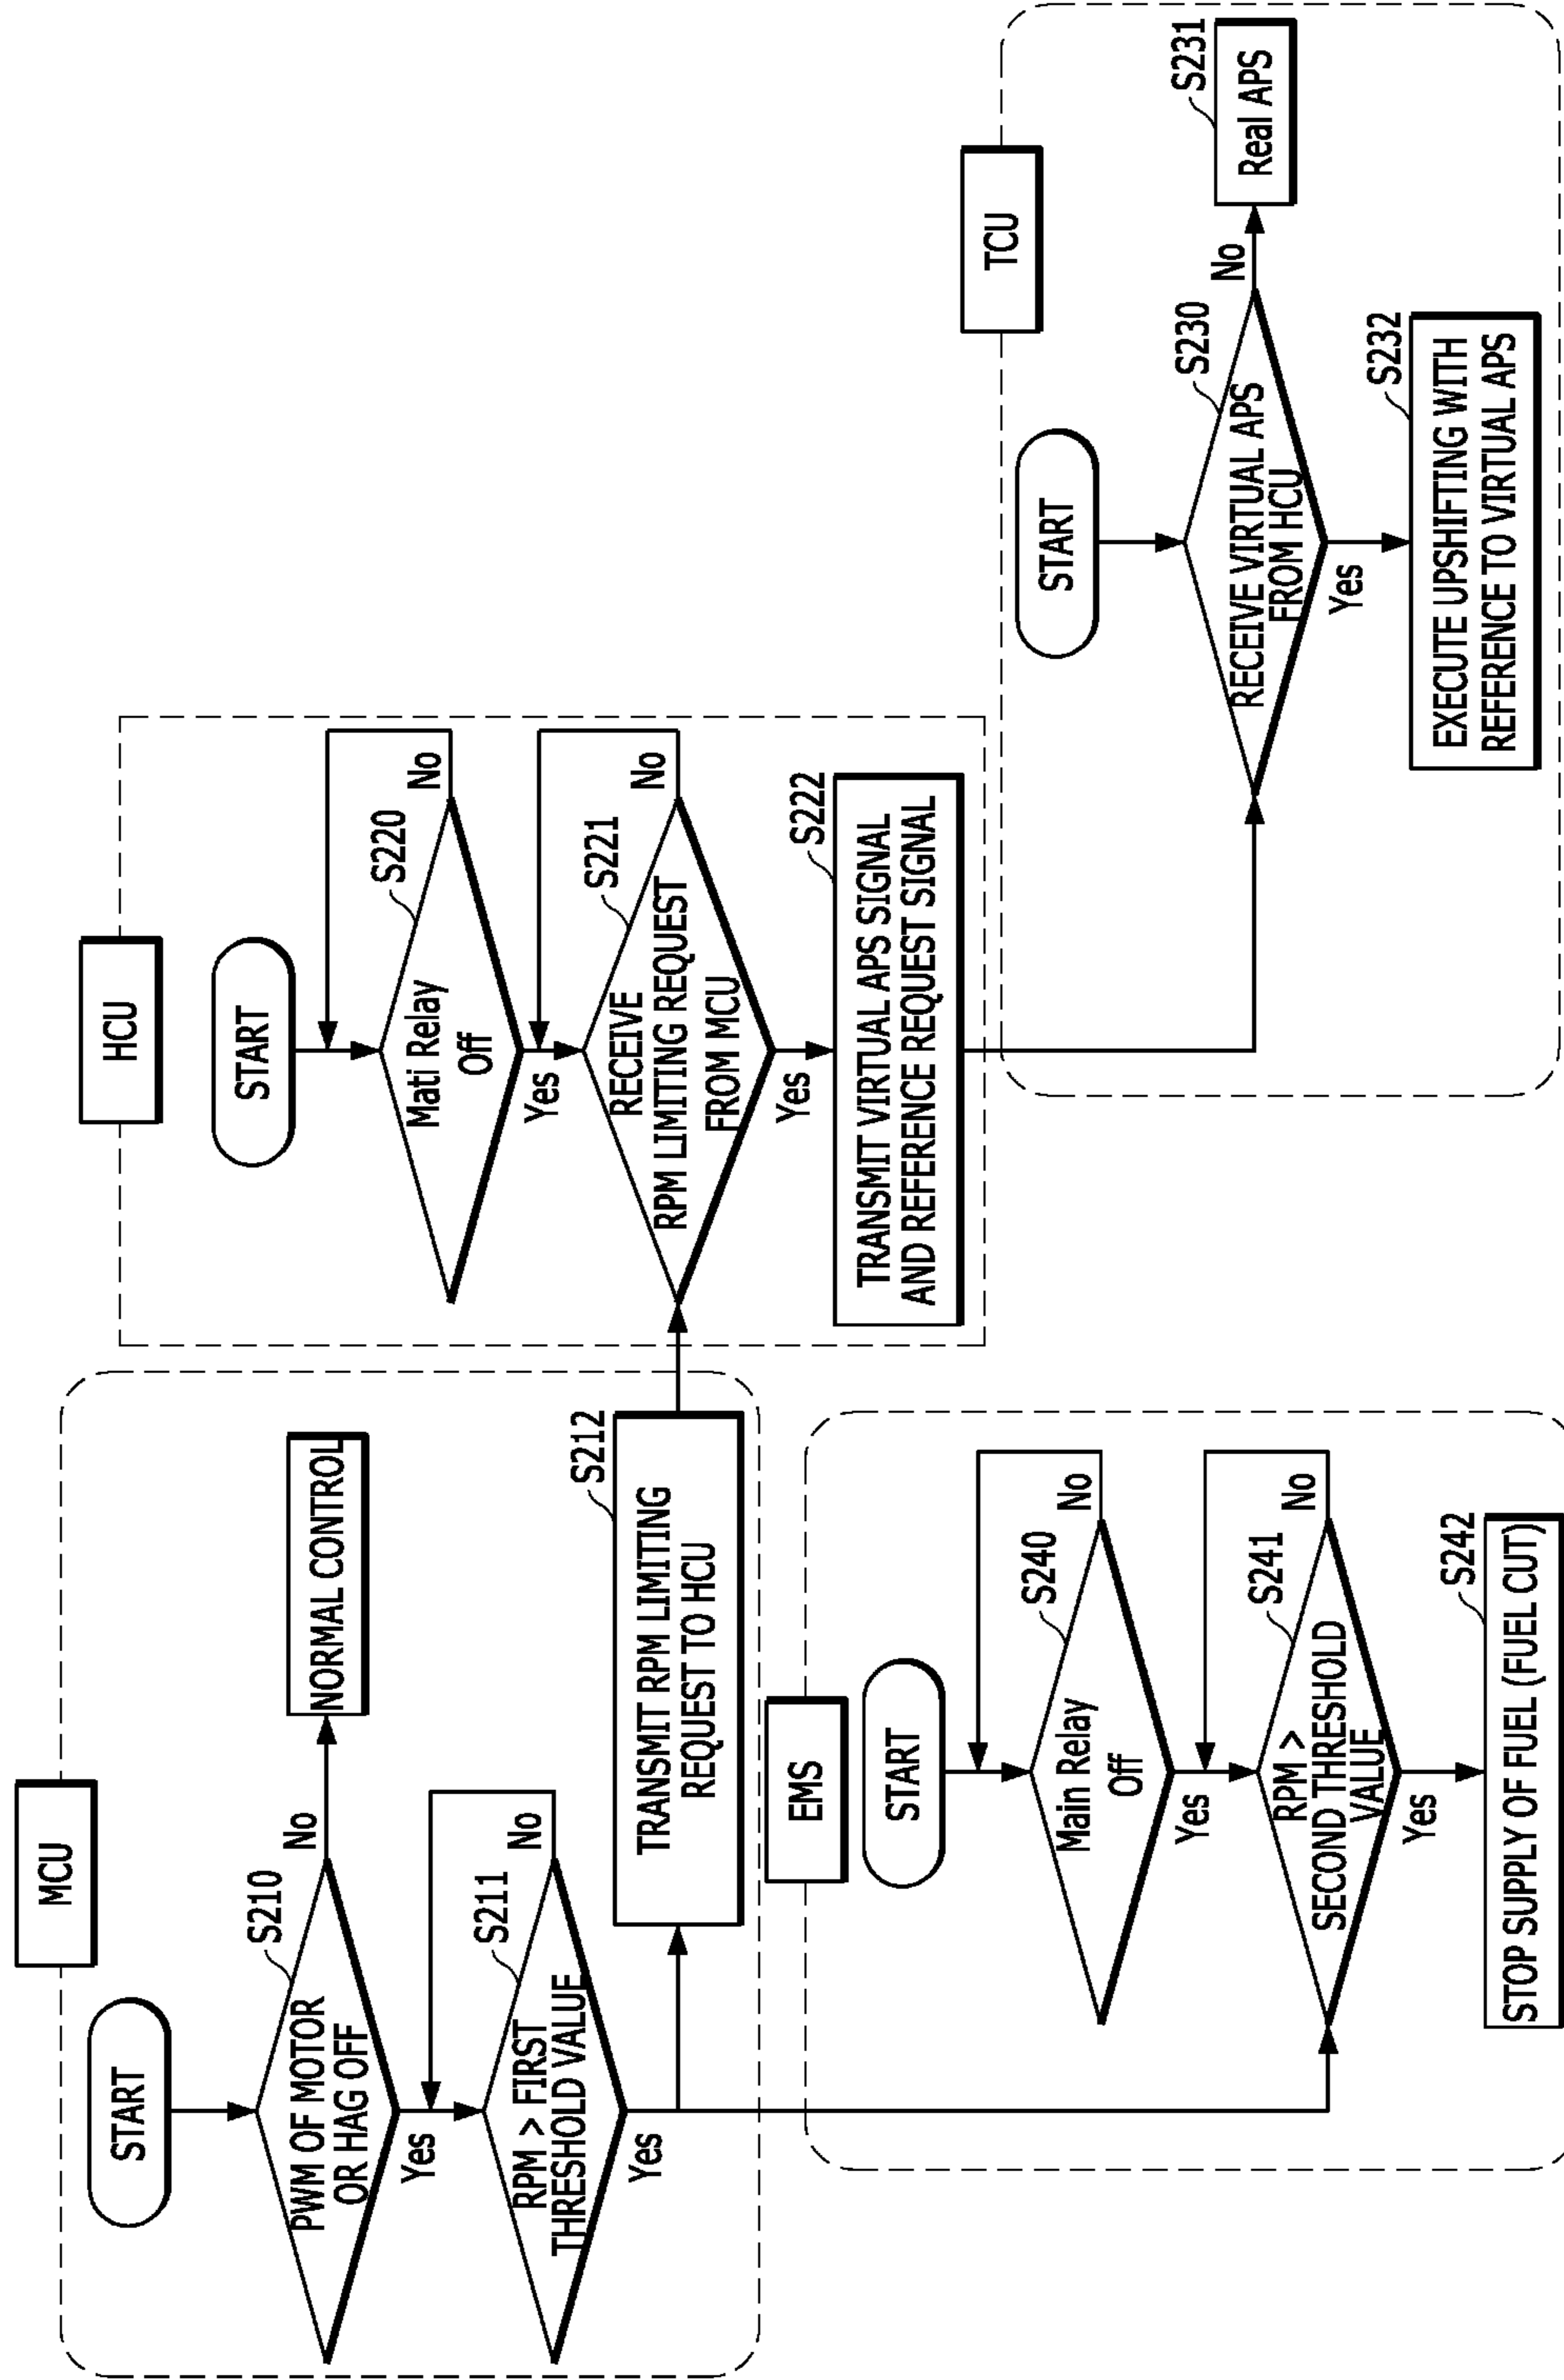 MCU
START
S210
PWM OF MOTOR
OR HAG OFF
No
NORMAL CONTROL
Yes
S211
RPM > FIRST
THRESHOLD VALUE
No
Yes
S212
TRANSMIT RPM LIMITING
REQUEST TO HCU
HCU
START
S220
Mati Relay
Off
No
Yes
S221
RECEIVE
RPM LIMITING REQUEST
FROM MCU
No
Yes
S222
TRANSMIT VIRTUAL APS SIGNAL
AND REFERENCE REQUEST SIGNAL
EMS
START
S240
Main Relay
Off
No
Yes
S241
RPM >
SECOND THRESHOLD
VALUE
No
Yes
S242
STOP SUPPLY OF FUEL (FUEL CUT)
TCU
START
S230
RECEIVE VIRTUAL APS
FROM HCU
No
S231
Real APS
Yes
S232
EXECUTE UPSHIFTING WITH
REFERENCE TO VIRTUAL APS